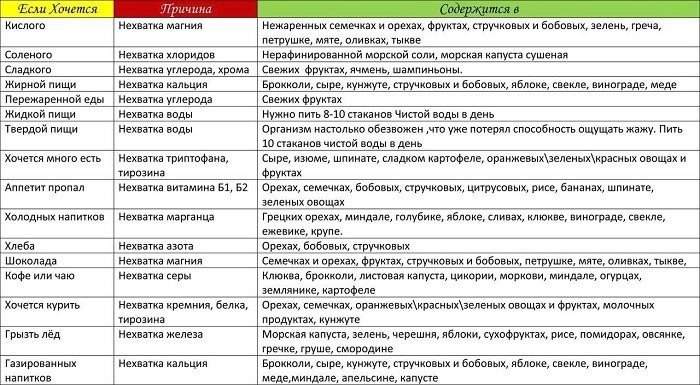 Если Хочется Причина Содержится в
Кислого Нехватка магния Нежаренных семечках и орехах, фруктах, стручковых и бобовых, зелень, греча,
петрушке, мяте, оливках, тыкве
Соленого Нехватка хлоридов Нерафинированной морской соли, морская капуста сушеная
Сладкого Нехватка углерода, хрома Свежих фруктах, ячмень, шампиньоны.
Жирной пищи Нехватка кальция Брокколи, сыре, кунжуте, стручковых и бобовых, яблоке, свекле, винограде, меде
Пережаренной еды Нехватка углерода Свежих фруктах
Жидкой пищи Нехватка воды Нужно пить 8-10 стаканов Чистой воды в день
Твердой пищи Нехватка воды Организм настолько обезвожен ,что уже потерял способность ощущать жажду. Пить
10 стаканов чистой воды в день
Хочется много есть Нехватка триптофана, Сыре, изюме, шпинате, сладком картофеле, оранжевых\зеленых\красных овощах и
тирозина фруктах
Аппетит пропал Нехватка витамина Б1, Б2 Орехах, семечках, бобовых, стручковых, цитрусовых, рисе, бананах, шпинате,
зеленых овощах
Холодных напитков Нехватка марганца Грецких орехах, миндале, голубике, яблоке, сливах, клюкве, винограде, свекле,
ежевике, крупе.
Хлеба Нехватка азота Орехах, бобовых, стручковых
Шоколада Нехватка магния Семечках и орехах, фруктах, стручковых и бобовых, петрушке, мяте, оливках, тыкве,
Кофе или чаю Нехватка серы Клюква, брокколи, листовая капуста, цикории, моркови, миндале, огурцах,
землянике, картофеле
Хочется курить Нехватка кремния, белка, Орехах, семечках, оранжевых\красных\зеленых овощах и фруктах, молочных
тирозина продуктах, кунжуте
Грызть лёд Нехватка железа Морская капуста, зелень, черешня, яблоки, сухофруктах, рисе, помидорах, овсянке,
гречке, груше, смородине
Газированных Нехватка кальция Брокколи, сыре, кунжуте, стручковых и бобовых, яблоке, свекле, винограде,
напитков меде,миндале, апельсине, капусте